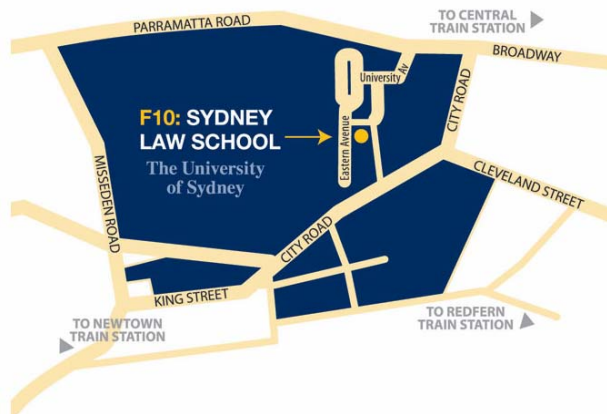 TO CENTRAL
TRAIN STATION
PARRAMATTA ROAD
BROADWAY
University Av
CITY ROAD
F10: SYDNEY
LAW SCHOOL
Eastern Avenue
The University
of Sydney
MISSEDEN ROAD
CLEVELAND STREET
CITY ROAD
KING STREET
TO NEWTOWN
TRAIN STATION
TO REDFERN
TRAIN STATION